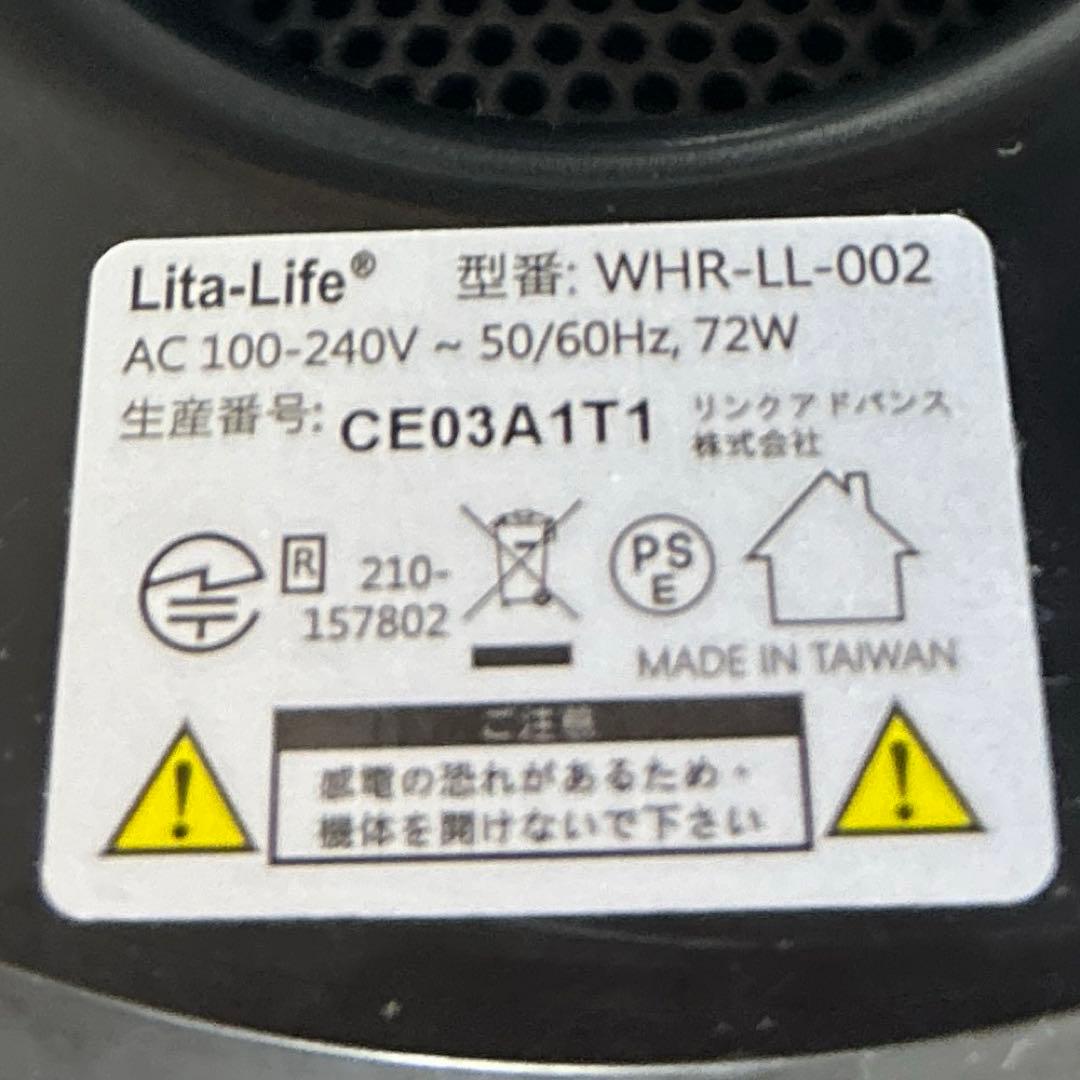 Lita-Life® 型番: WHR-LL-002
AC 100-240V ~ 50/60Hz, 72W
生産番号: CE03A1T1 リンクアドバンス
株式会社
R 210-
157802
PS
E
MADE IN TAIWAN
ご注意
感電の恐れがあるため、
機体を開けないで下さい